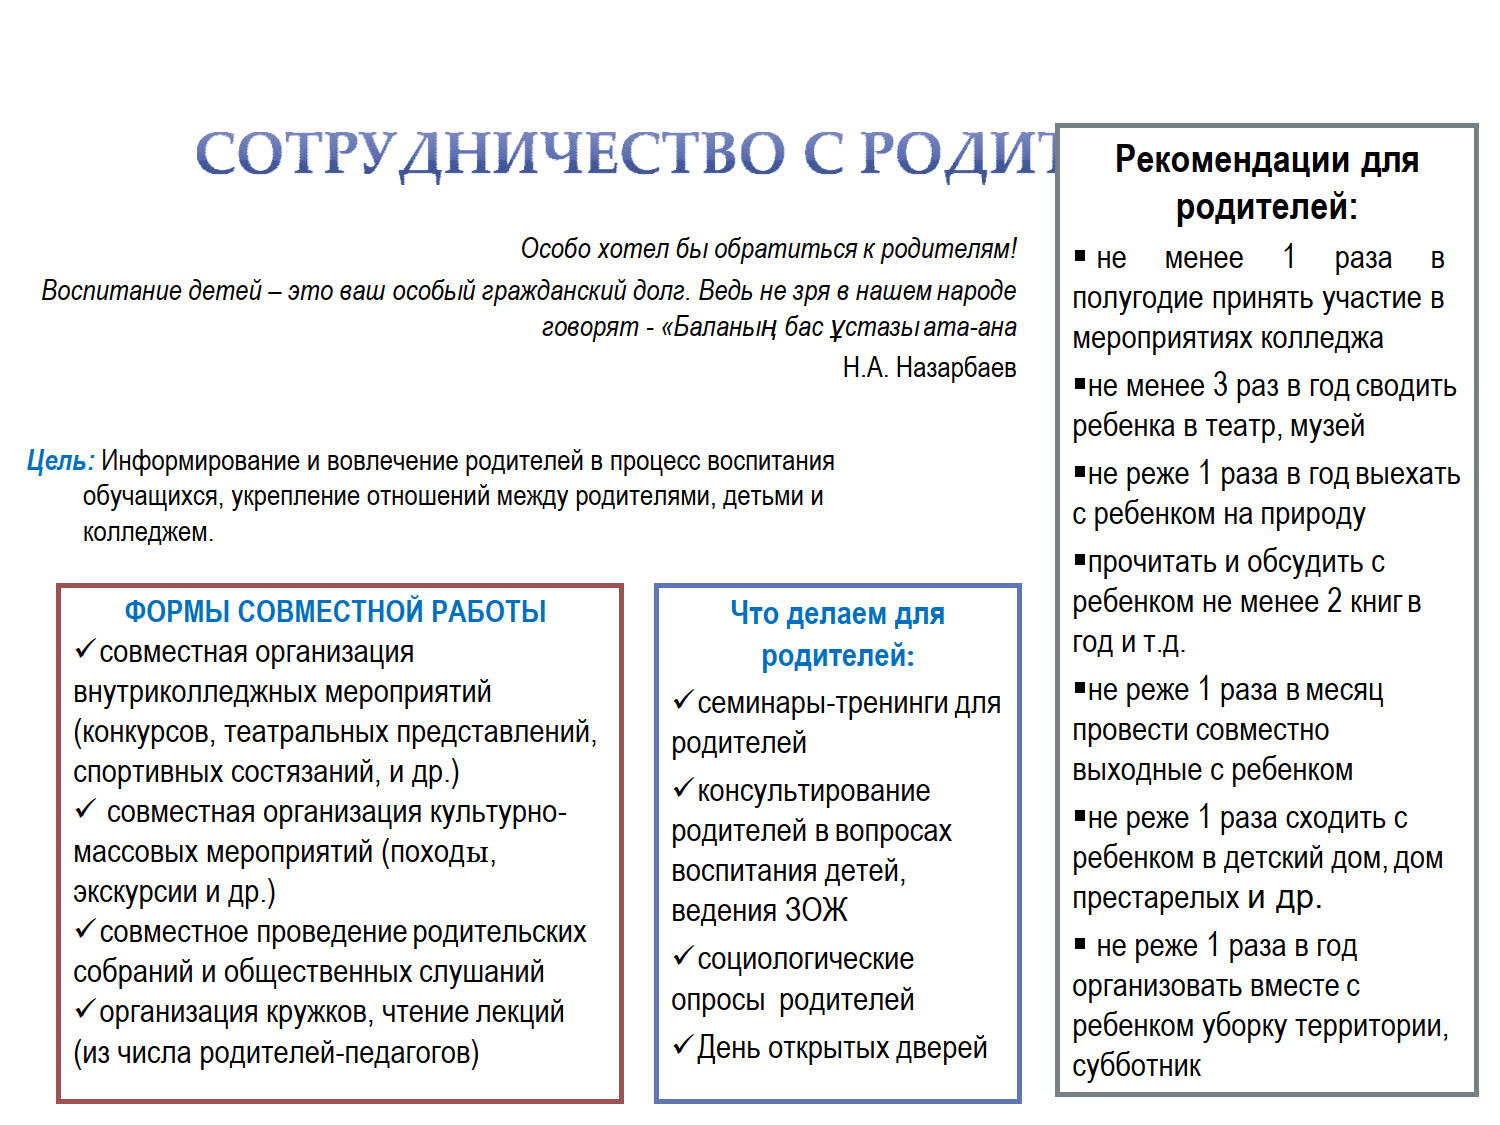 СОТРУДНИЧЕСТВО С РОДИТ
Особо хотел бы обратиться к родителям!
Воспитание детей – это ваш особый гражданский долг. Ведь не зря в нашем народе
говорят - «Баланың бас ұстазы ата-ана
Н.А. Назарбаев
Цель: Информирование и вовлечение родителей в процесс воспитания
обучащихся, укрепление отношений между родителями, детьми и
колледжем.
ФОРМЫ СОВМЕСТНОЙ РАБОТЫ
✓совместная организация
внутриколледжных мероприятий
(конкурсов, театральных представлений,
спортивных состязаний, и др.)
✓ совместная организация культурно-
массовых мероприятий (походы,
экскурсии и др.)
✓совместное проведение родительских
собраний и общественных слушаний
✓организация кружков, чтение лекций
(из числа родителей-педагогов)
Что делаем для
родителей:
✓семинары-тренинги для
родителей
✓консультирование
родителей в вопросах
воспитания детей,
ведения ЗОЖ
✓социологические
опросы родителей
✓День открытых дверей
Рекомендации для
родителей:
▪ не менее 1 раза в
полугодие принять участие в
мероприятиях колледжа
▪не менее 3 раз в год сводить
ребенка в театр, музей
▪не реже 1 раза в год выехать
с ребенком на природу
▪прочитать и обсудить с
ребенком не менее 2 книг в
год и т.д.
▪не реже 1 раза в месяц
провести совместно
выходные с ребенком
▪не реже 1 раза сходить с
ребенком в детский дом, дом
престарелых и др.
▪ не реже 1 раза в год
организовать вместе с
ребенком уборку территории,
субботник